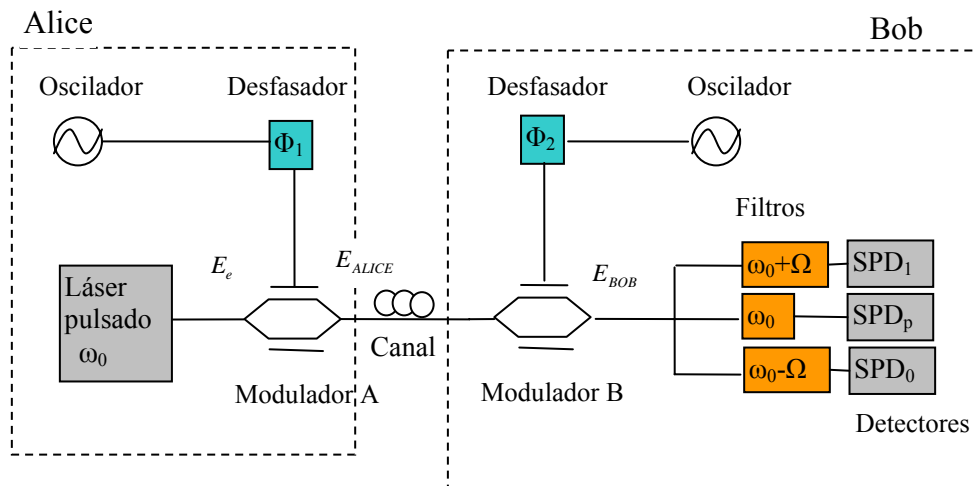 Alice
Bob
Oscilador
Desfasador
Desfasador
Oscilador
Φ₁
Φ₂
Filtros
E_e
E_ALICE
E_BOB
Láser
pulsado
ω₀
Canal
ω₀+Ω
SPD₁
ω₀
SPD_p
ω₀-Ω
SPD₀
Modulador A
Modulador B
Detectores